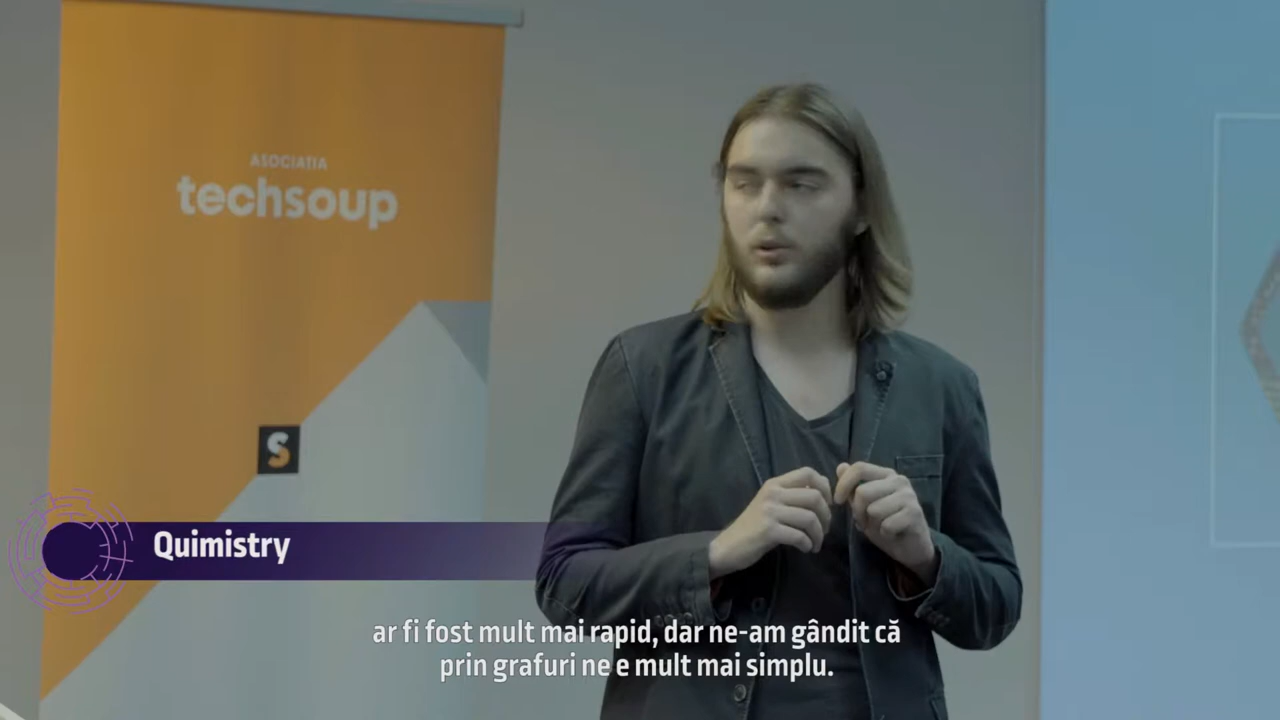 ASOCIAȚIA
techsoup
S
Quimistry
ar fi fost mult mai rapid, dar ne-am gândit că
prin grafuri ne e mult mai simplu.